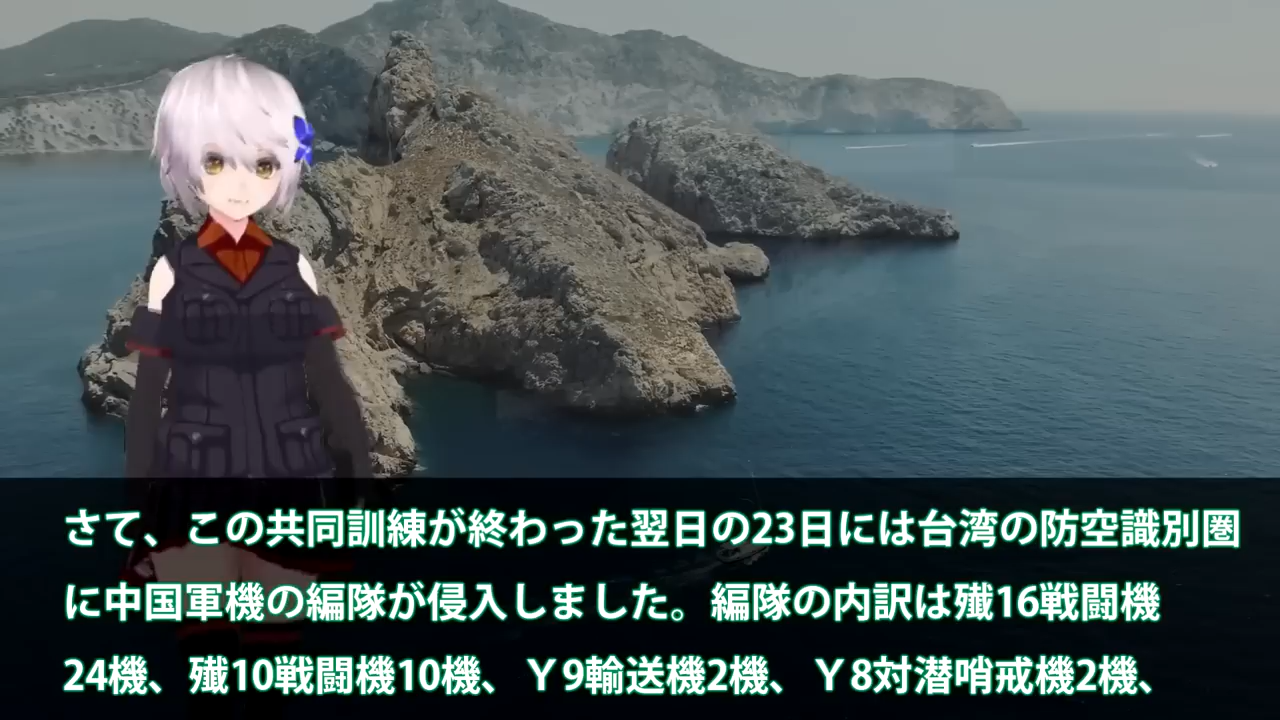 さて、この共同訓練が終わった翌日の23日には台湾の防空識別圏
に中国軍機の編隊が侵入しました。編隊の内訳は殲16戦闘機
24機、殲10戦闘機10機、Ｙ9輸送機2機、Ｙ8対潜哨戒機2機、